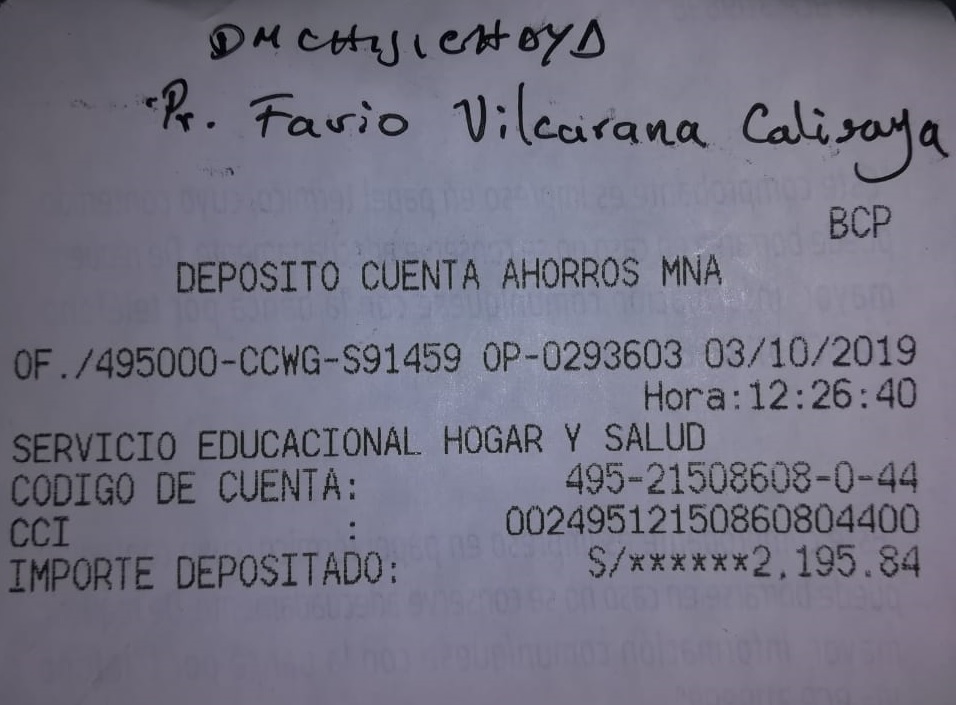 Pr. Favio Vilcarana Calisaya
BCP
DEPOSITO CUENTA AHORROS MNA
OF./495000-CCWG-S91459 OP-0293603 03/10/2019
Hora:12:26:40
SERVICIO EDUCACIONAL HOGAR Y SALUD
CODIGO DE CUENTA: 495-21508608-0-44
CCI : 00249512150860804400
IMPORTE DEPOSITADO: S/******2,195.84